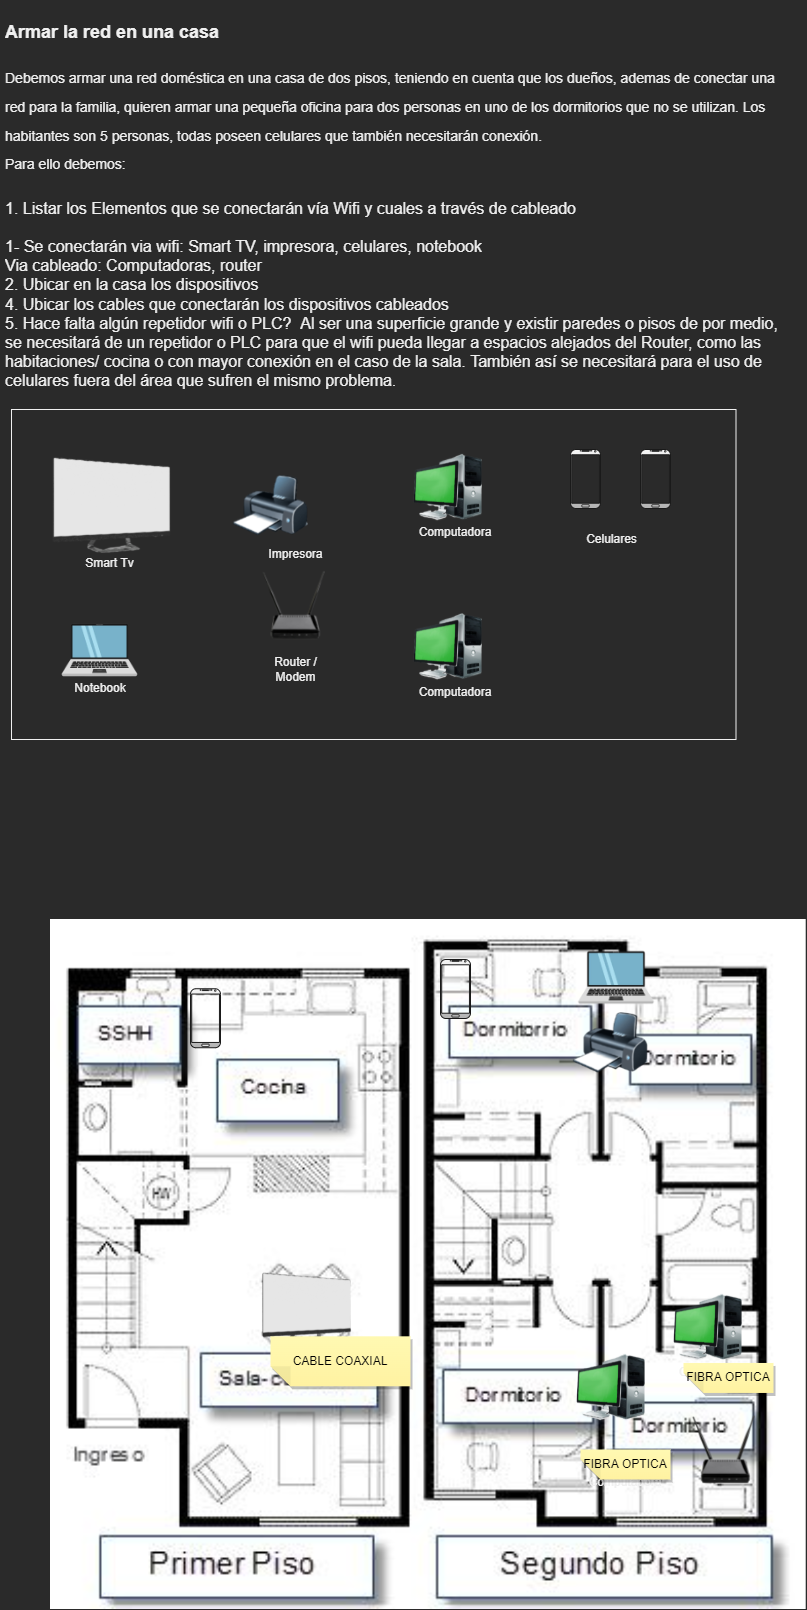 Armar la red en una casa
Debemos armar una red doméstica en una casa de dos pisos, teniendo en cuenta que los dueños, ademas de conectar una
red para la familia, quieren armar una pequeña oficina para dos personas en uno de los dormitorios que no se utilizan. Los
habitantes son 5 personas, todas poseen celulares que también necesitarán conexión.
Para ello debemos:
1. Listar los Elementos que se conectarán vía Wifi y cuales a través de cableado
1- Se conectarán via wifi: Smart TV, impresora, celulares, notebook
Via cableado: Computadoras, router
2. Ubicar en la casa los dispositivos
4. Ubicar los cables que conectarán los dispositivos cableados
5. Hace falta algún repetidor wifi o PLC? Al ser una superficie grande y existir paredes o pisos de por medio,
se necesitará de un repetidor o PLC para que el wifi pueda llegar a espacios alejados del Router, como las
habitaciones/ cocina o con mayor conexión en el caso de la sala. También así se necesitará para el uso de
celulares fuera del área que sufren el mismo problema.
Smart Tv
Impresora
Computadora
Celulares
Notebook
Router /
Modem
Computadora
SSHH
Cocina
HW
CABLE COAXIAL
Sala-c
Ingreso
Primer Piso
Dormitorrio
Dormitorio
FIBRA OPTICA
Dormitorio
Dormitorio
FIBRA OPTICA
Segundo Piso